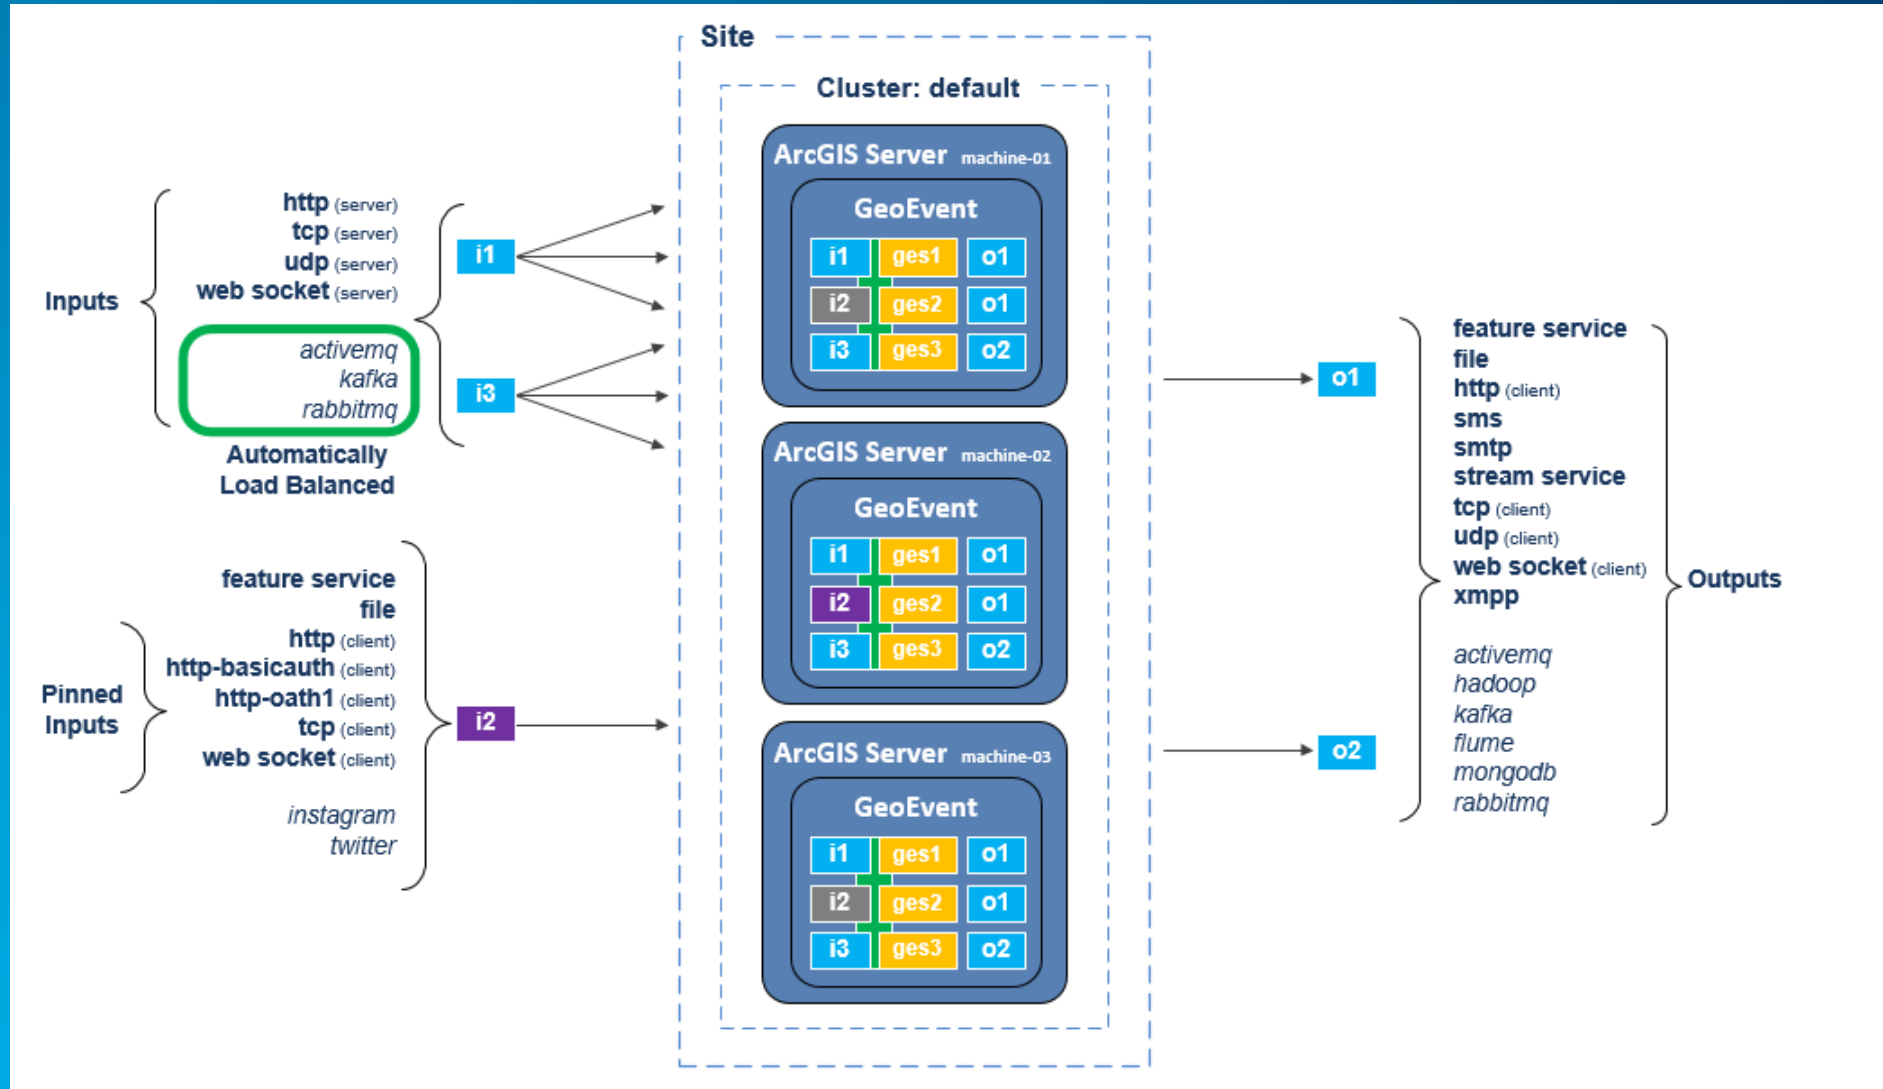 Site
Cluster: default
Inputs
http (server)
tcp (server)
udp (server)
web socket (server)
activemq
kafka
rabbitmq
Automatically
Load Balanced
i1
i3
Pinned
Inputs
feature service
file
http (client)
http-basicauth (client)
http-oath1 (client)
tcp (client)
web socket (client)
instagram
twitter
i2
ArcGIS Server machine-01
GeoEvent
i1 ges1 o1
i2 ges2 o1
i3 ges3 o2
ArcGIS Server machine-02
GeoEvent
i1 ges1 o1
i2 ges2 o1
i3 ges3 o2
ArcGIS Server machine-03
GeoEvent
i1 ges1 o1
i2 ges2 o1
i3 ges3 o2
o1
o2
feature service
file
http (client)
sms
smtp
stream service
tcp (client)
udp (client)
web socket (client)
xmpp
activemq
hadoop
kafka
flume
mongodb
rabbitmq
Outputs